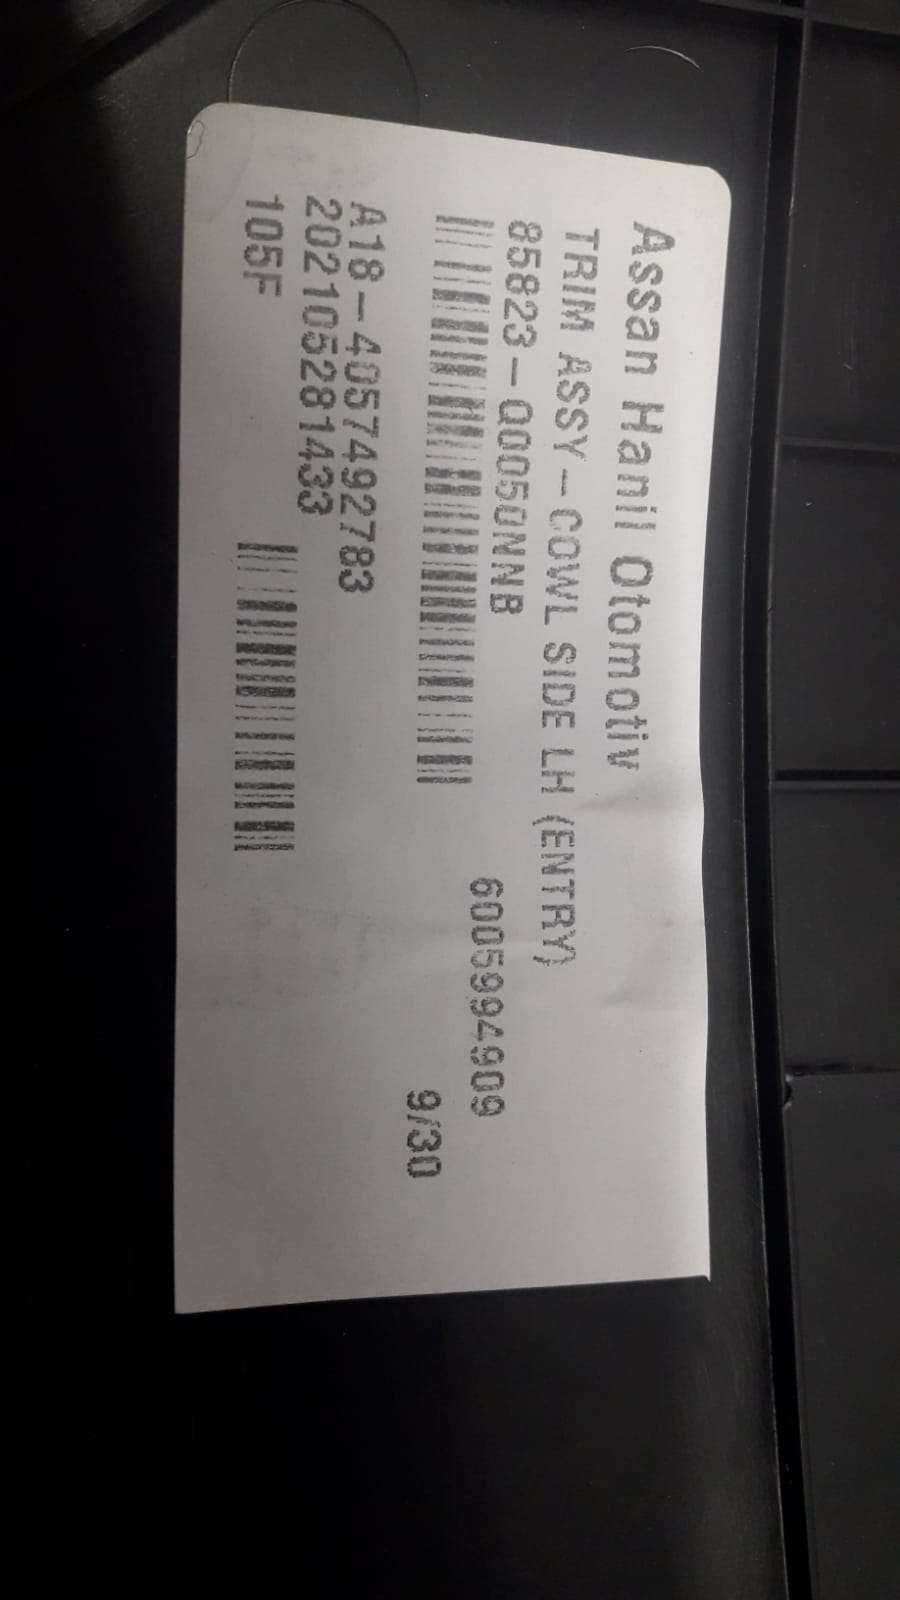 Assan Hanil Otomotiv
TRIM ASSY-COWL SIDE LH (ENTRY)
85823-Q0050NNB
6005994909
9/30
A18-4057492783
202105281433
105F